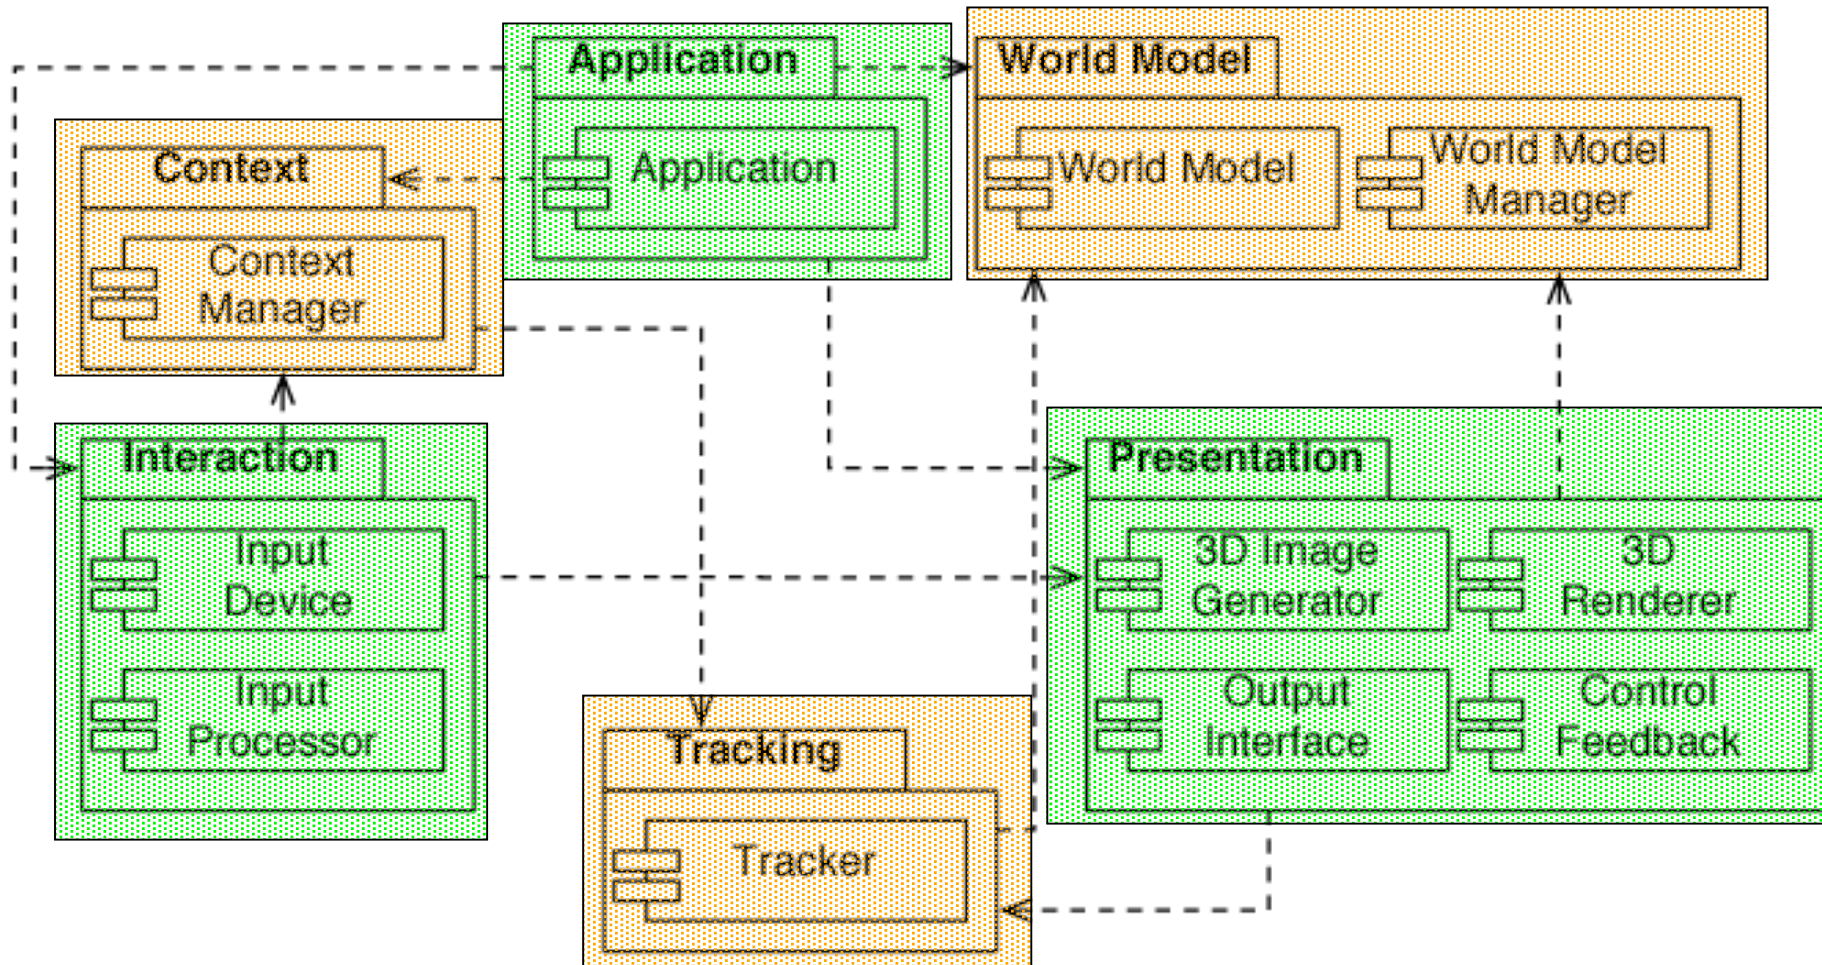 Application
Application
World Model
World Model
World Model
Manager
Context
Context
Manager
Interaction
Input
Device
Input
Processor
Presentation
3D Image
Generator
3D
Renderer
Output
Interface
Control
Feedback
Tracking
Tracker